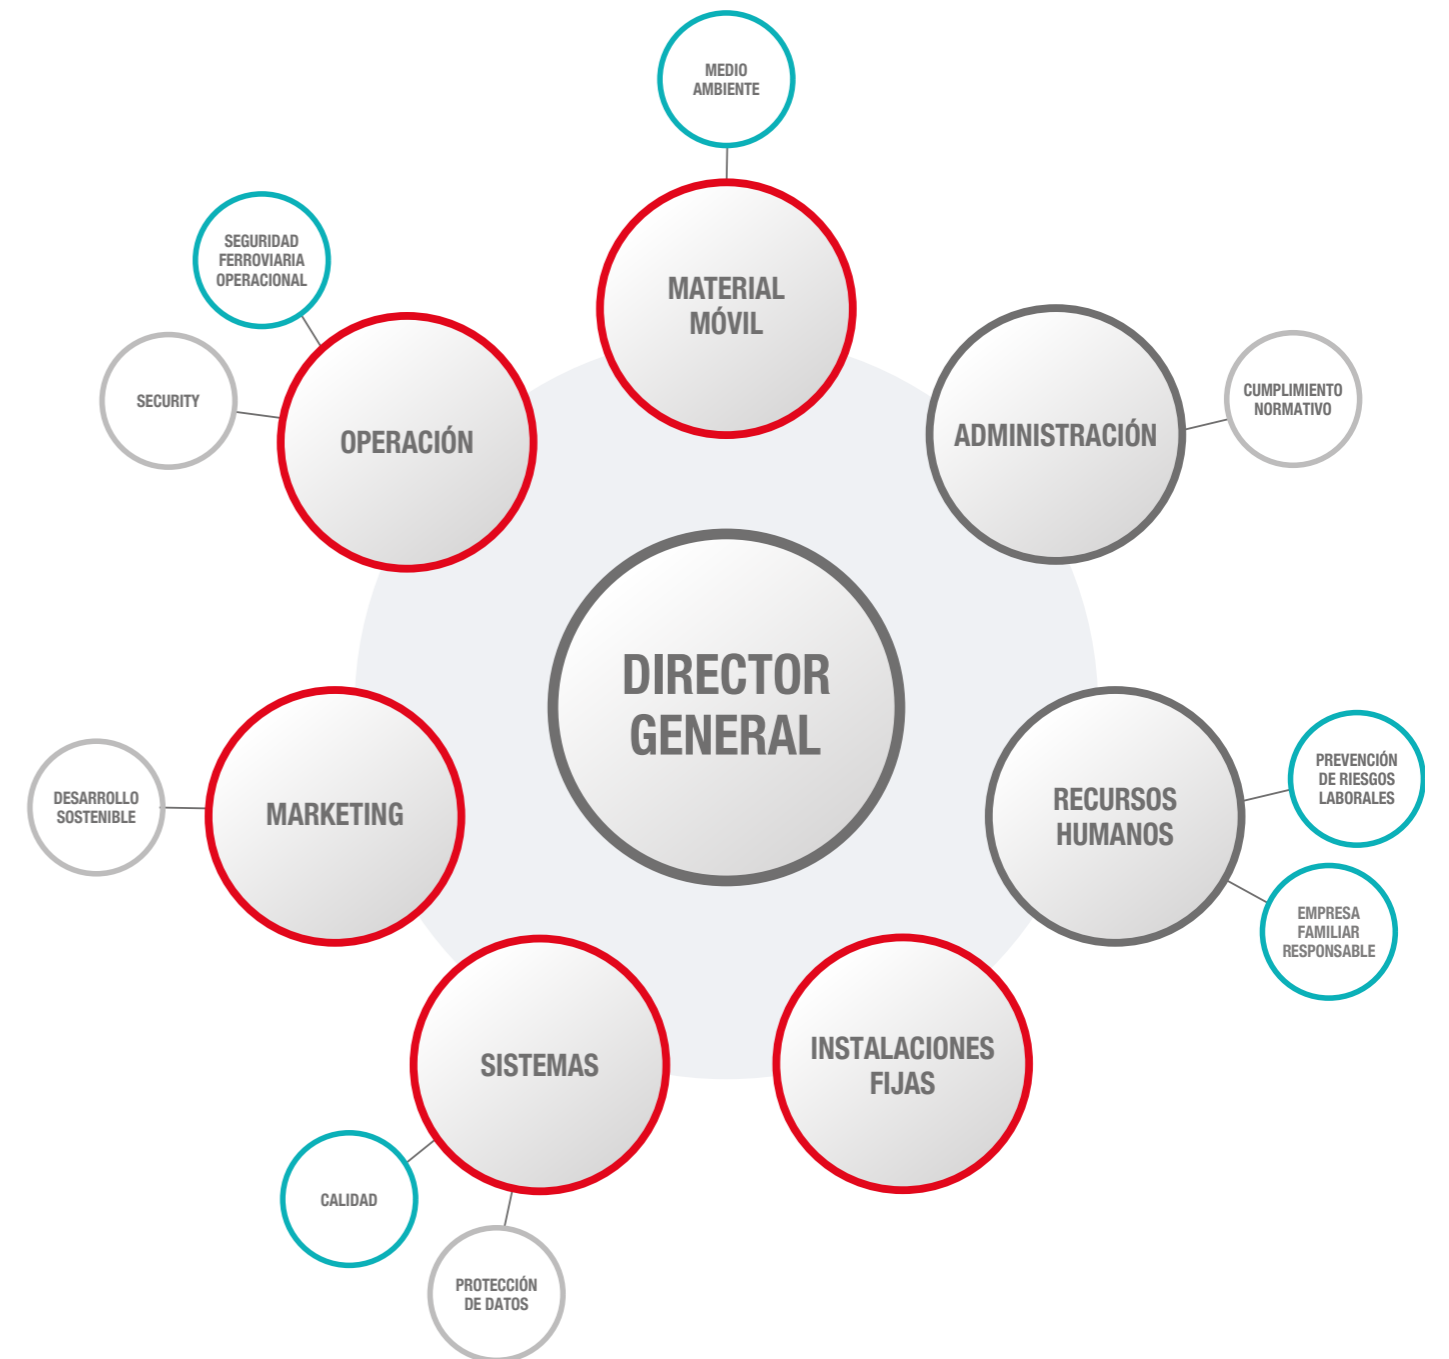 MEDIO
AMBIENTE
SEGURIDAD
FERROVIARIA
OPERACIONAL
MATERIAL
MÓVIL
SECURITY
CUMPLIMIENTO
NORMATIVO
OPERACIÓN
ADMINISTRACIÓN
DIRECTOR
GENERAL
PREVENCIÓN
DE RIESGOS
LABORALES
DESARROLLO
SOSTENIBLE
MARKETING
RECURSOS
HUMANOS
EMPRESA
FAMILIAR
RESPONSABLE
SISTEMAS
INSTALACIONES
FIJAS
CALIDAD
PROTECCIÓN
DE DATOS